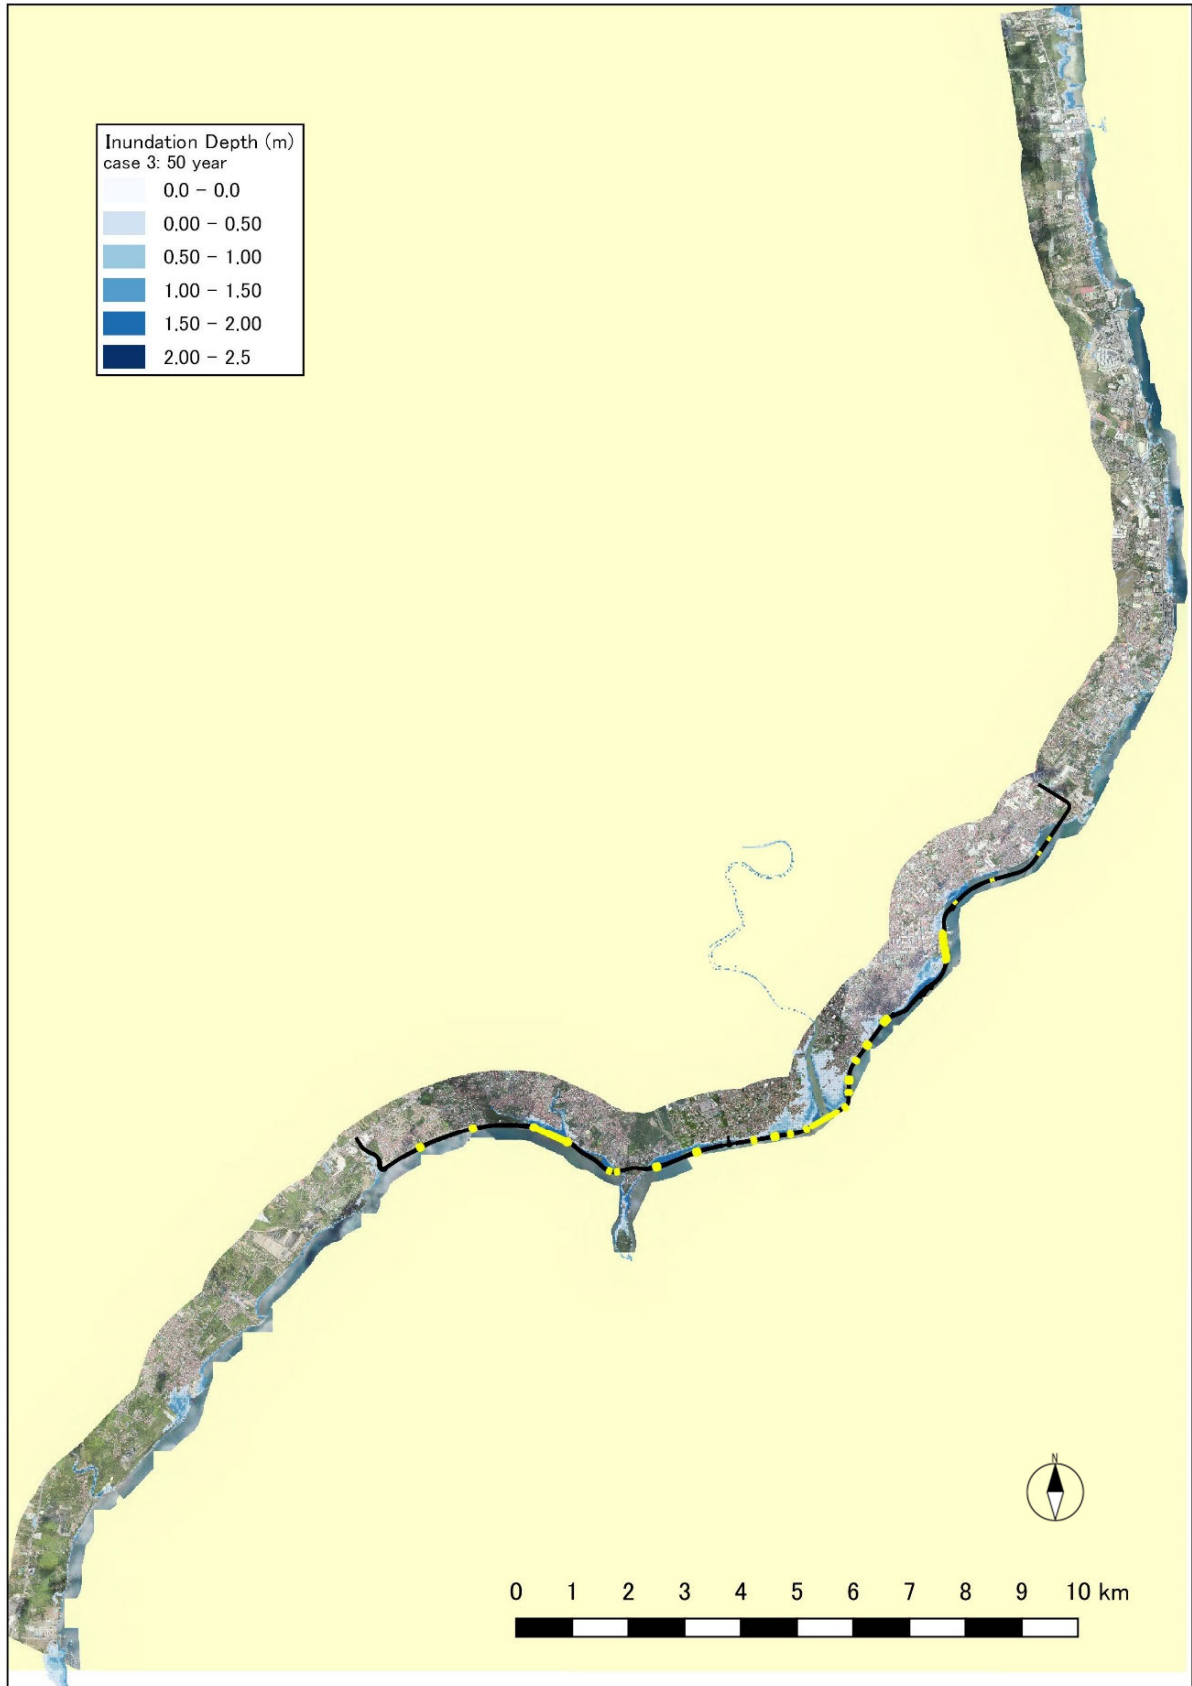 Inundation Depth (m)
case 3: 50 year
0.0 - 0.0
0.00 - 0.50
0.50 - 1.00
1.00 - 1.50
1.50 - 2.00
2.00 - 2.5
N
0 1 2 3 4 5 6 7 8 9 10 km